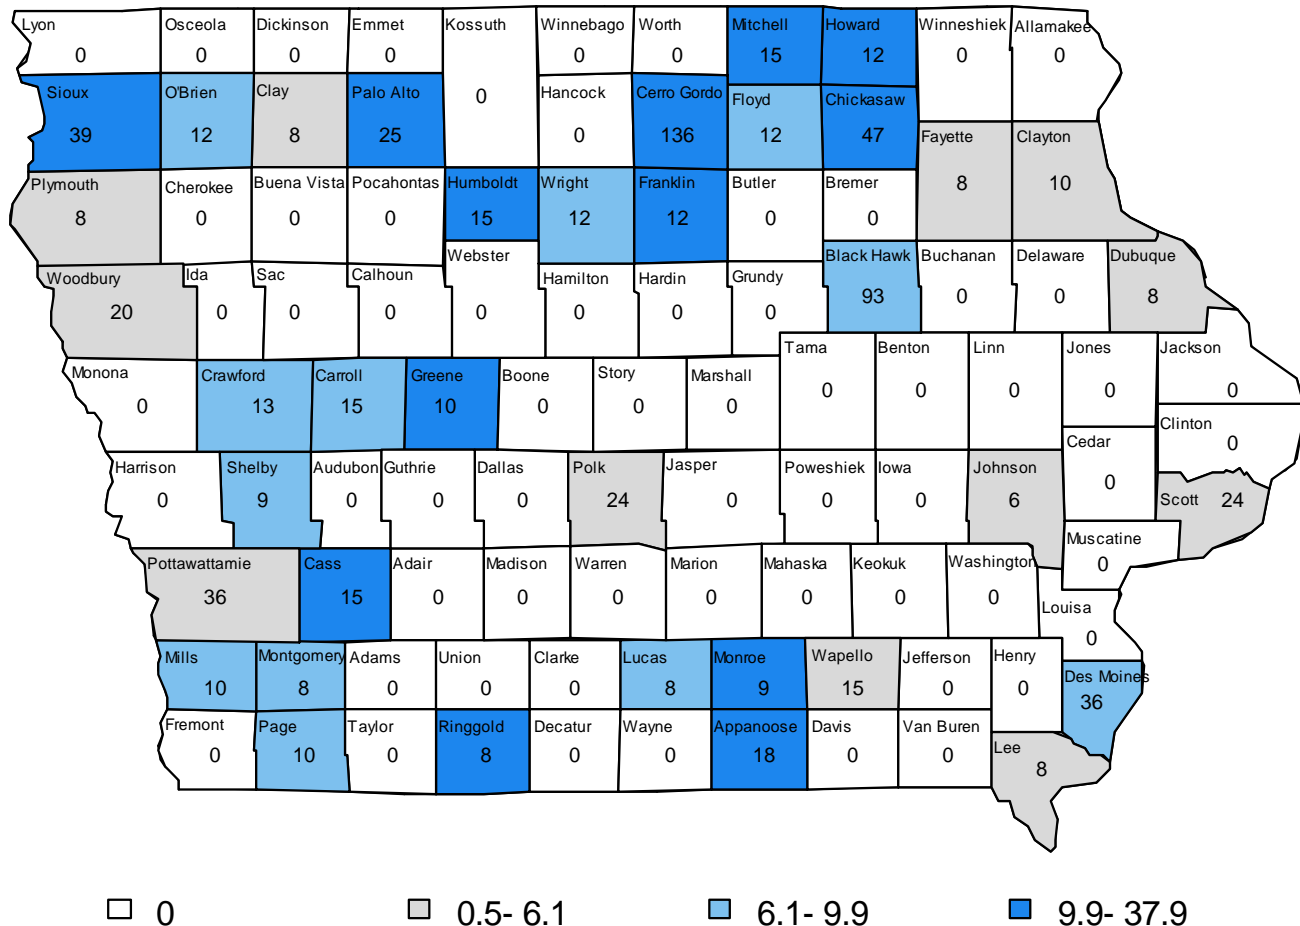 Lyon Osceola Dickinson Emmet Kossuth Winnebago Worth Mitchell Howard Winneshiek Allamakee
0 0 0 0 0 0 15 12 0 0
Sioux O'Brien Clay Palo Alto 0 Hancock Cerro Gordo Floyd Chickasaw
39 12 8 25 0 136 12 47 Fayette Clayton
Plymouth Cherokee Buena Vista Pocahontas Humboldt Wright Franklin Butler Bremer 8 10
8 0 0 0 15 12 12 0 0
Woodbury Ida Sac Calhoun Webster Hamilton Hardin Grundy Black Hawk Buchanan Delaware Dubuque
20 0 0 0 0 0 0 0 93 0 0 8
Monona Crawford Carroll Greene Boone Story Marshall Tama Benton Linn Jones Jackson
0 13 15 10 0 0 0 0 0 0 0 0
Harrison Shelby Audubon Guthrie Dallas Polk Jasper Poweshiek Iowa Johnson Cedar Clinton
0 9 0 0 0 24 0 0 0 6 0 0
Scott 24
Pottawattamie Cass Adair Madison Warren Marion Mahaska Keokuk Washington Muscatine
36 15 0 0 0 0 0 0 0 0
Louisa
0
Mills Montgomery Adams Union Clarke Lucas Monroe Wapello Jefferson Henry Des Moines
10 8 0 0 0 8 9 15 0 0 36
Fremont Page Taylor Ringgold Decatur Wayne Appanoose Davis Van Buren Lee
0 10 0 8 0 0 18 0 0 8
0 0.5- 6.1 6.1- 9.9 9.9- 37.9